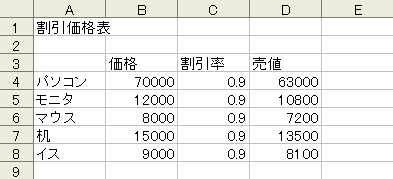 A B C D E
1 割引価格表
2
3 価格 割引率 売値
4 パソコン 70000 0.9 63000
5 モニタ 12000 0.9 10800
6 マウス 8000 0.9 7200
7 机 15000 0.9 13500
8 イス 9000 0.9 8100
9